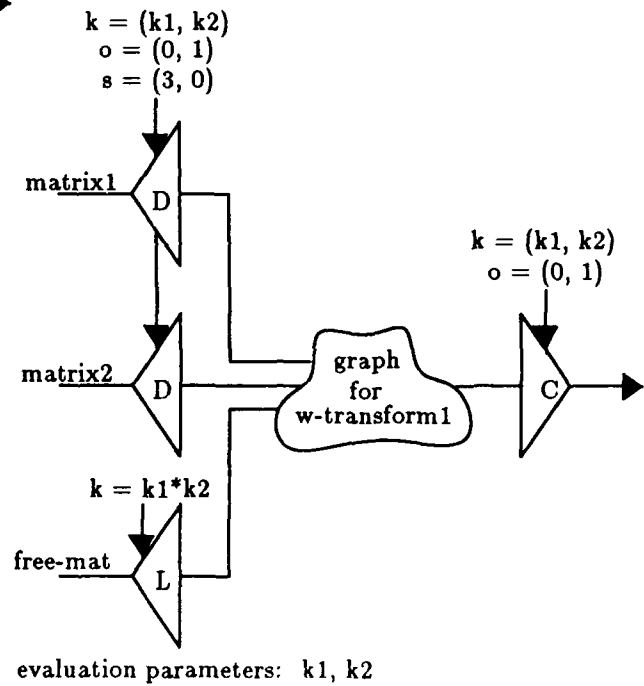 k = (k1, k2)
o = (0, 1)
s = (3, 0)
matrix1
D
k = (k1, k2)
o = (0, 1)
matrix2
D
graph
for
w-transform1
C
k = k1*k2
free-mat
L
evaluation parameters: k1, k2